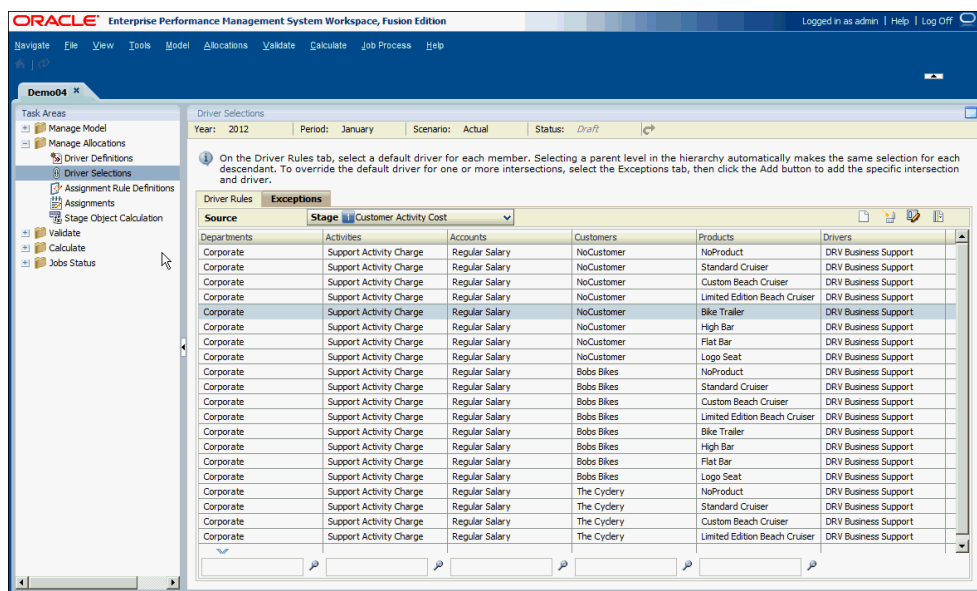 ORACLE® Enterprise Performance Management System Workspace, Fusion Edition
Logged in as admin | Help | Log Off
Navigate File View Tools Model Allocations Validate Calculate Job Process Help
Demo04
Task Areas
Manage Model
Manage Allocations
Driver Definitions
Driver Selections
Assignment Rule Definitions
Assignments
Stage Object Calculation
Validate
Calculate
Jobs Status
Driver Selections
Year: 2012 Period: January Scenario: Actual Status: Draft
On the Driver Rules tab, select a default driver for each member. Selecting a parent level in the hierarchy automatically makes the same selection for each
descendant. To override the default driver for one or more intersections, select the Exceptions tab, then click the Add button to add the specific intersection
and driver.
Driver Rules Exceptions
Source Stage Customer Activity Cost
Departments Activities Accounts Customers Products Drivers
Corporate Support Activity Charge Regular Salary NoCustomer NoProduct DRV Business Support
Corporate Support Activity Charge Regular Salary NoCustomer Standard Cruiser DRV Business Support
Corporate Support Activity Charge Regular Salary NoCustomer Custom Beach Cruiser DRV Business Support
Corporate Support Activity Charge Regular Salary NoCustomer Limited Edition Beach Cruiser DRV Business Support
Corporate Support Activity Charge Regular Salary NoCustomer Bike Trailer DRV Business Support
Corporate Support Activity Charge Regular Salary NoCustomer High Bar DRV Business Support
Corporate Support Activity Charge Regular Salary NoCustomer Flat Bar DRV Business Support
Corporate Support Activity Charge Regular Salary NoCustomer Logo Seat DRV Business Support
Corporate Support Activity Charge Regular Salary Bobs Bikes NoProduct DRV Business Support
Corporate Support Activity Charge Regular Salary Bobs Bikes Standard Cruiser DRV Business Support
Corporate Support Activity Charge Regular Salary Bobs Bikes Custom Beach Cruiser DRV Business Support
Corporate Support Activity Charge Regular Salary Bobs Bikes Limited Edition Beach Cruiser DRV Business Support
Corporate Support Activity Charge Regular Salary Bobs Bikes Bike Trailer DRV Business Support
Corporate Support Activity Charge Regular Salary Bobs Bikes High Bar DRV Business Support
Corporate Support Activity Charge Regular Salary Bobs Bikes Flat Bar DRV Business Support
Corporate Support Activity Charge Regular Salary Bobs Bikes Logo Seat DRV Business Support
Corporate Support Activity Charge Regular Salary The Cyclery NoProduct DRV Business Support
Corporate Support Activity Charge Regular Salary The Cyclery Standard Cruiser DRV Business Support
Corporate Support Activity Charge Regular Salary The Cyclery Custom Beach Cruiser DRV Business Support
Corporate Support Activity Charge Regular Salary The Cyclery Limited Edition Beach Cruiser DRV Business Support